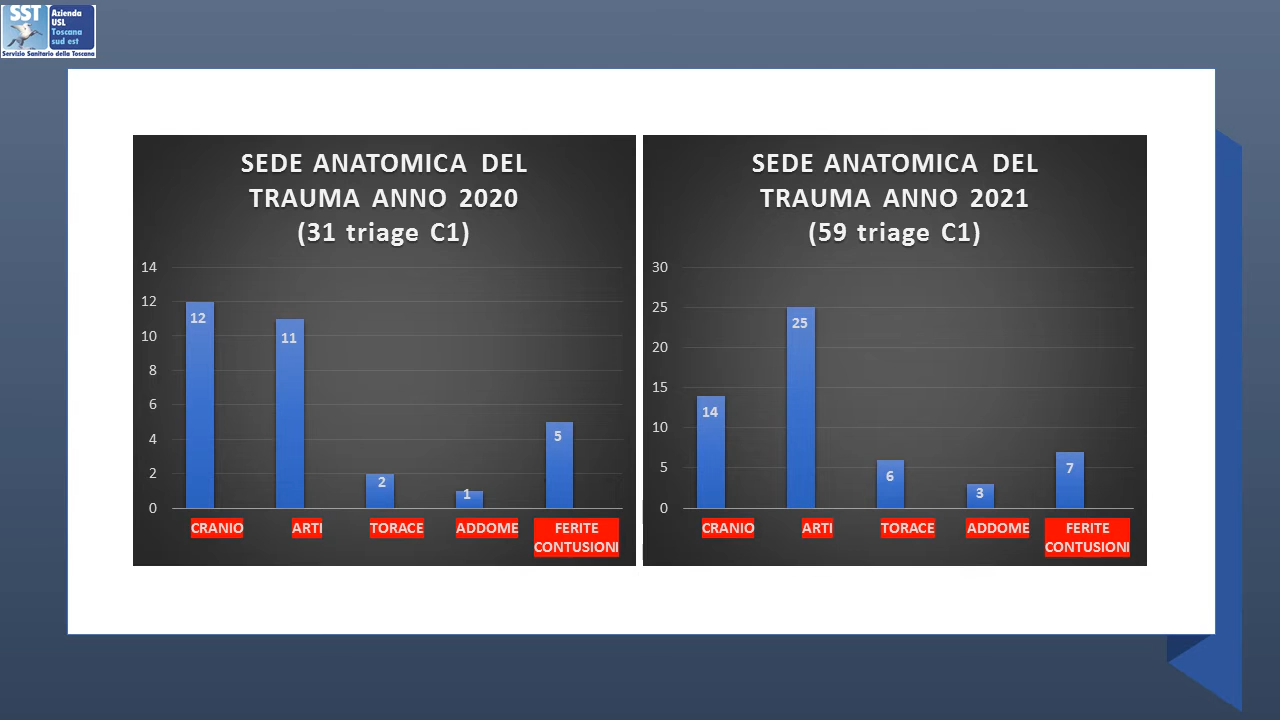 SST
Azienda
USL
Toscana
sud est
Servizio Sanitario della Toscana
SEDE ANATOMICA DEL
TRAUMA ANNO 2020
(31 triage C1)
14
12
10
8
6
4
2
0
12
11
2
1
5
CRANIO
ARTI
TORACE
ADDOME
FERITE
CONTUSIONI
SEDE ANATOMICA DEL
TRAUMA ANNO 2021
(59 triage C1)
30
25
20
15
10
5
0
14
25
6
3
7
CRANIO
ARTI
TORACE
ADDOME
FERITE
CONTUSIONI